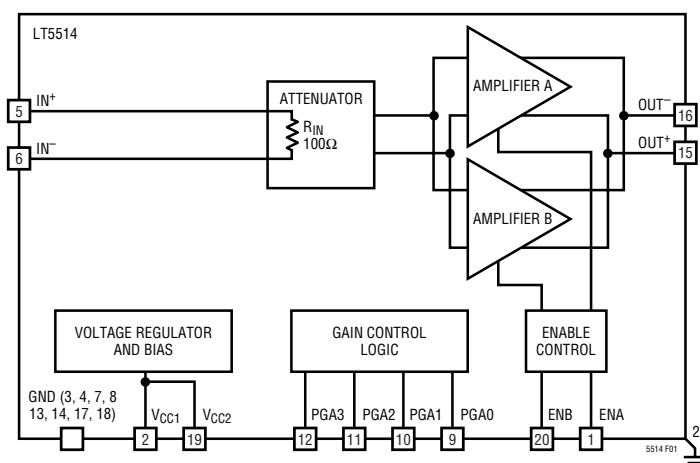 LT5514
AMPLIFIER A
ATTENUATOR
IN+
5
RIN
100Ω
OUT–
16
OUT+
15
IN–
6
AMPLIFIER B
VOLTAGE REGULATOR
AND BIAS
GAIN CONTROL
LOGIC
ENABLE
CONTROL
GND (3, 4, 7, 8
13, 14, 17, 18)
VCC1
VCC2
PGA3
PGA2
PGA1
PGA0
ENB
ENA
2
19
12
11
10
9
20
1
2
5514 F01